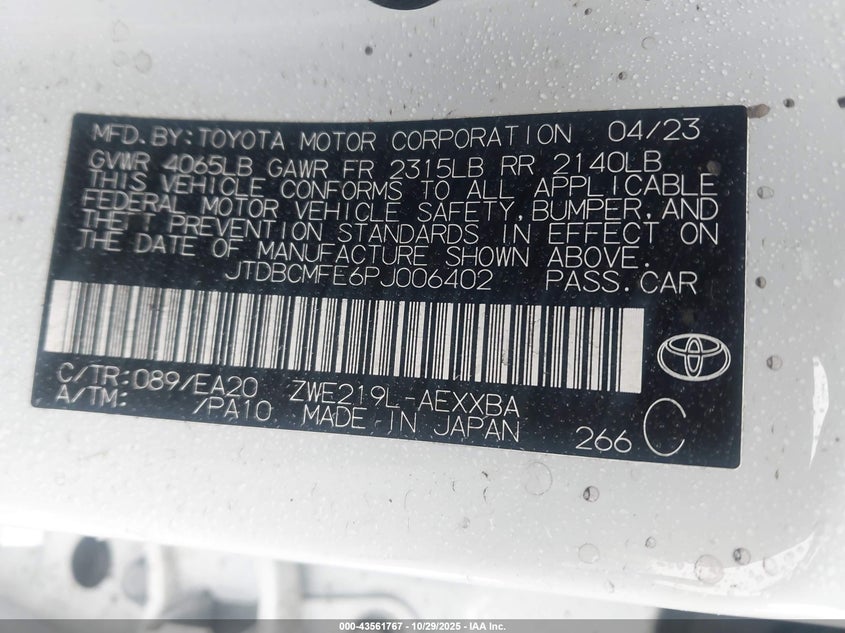 MFD.BY:TOYOTA MOTOR CORPORATION 04/23
GVWR 4065LB GAWR FR 2315LB RR 2140LB
THIS VEHICLE CONFORMS TO ALL APPLICABLE
FEDERAL MOTOR VEHICLE SAFETY,BUMPER,AND
THEFT PREVENTION STANDARDS IN EFFECT ON
THE DATE OF MANUFACTURE SHOWN ABOVE.
JTDBCMFE6PJ006402 PASS.CAR
C/TR:089/EA20 ZWE219L-AEXXBA
A/TM: /PA10 MADE IN JAPAN 266 C
000-43561767 - 10/29/2025 - IAA Inc.